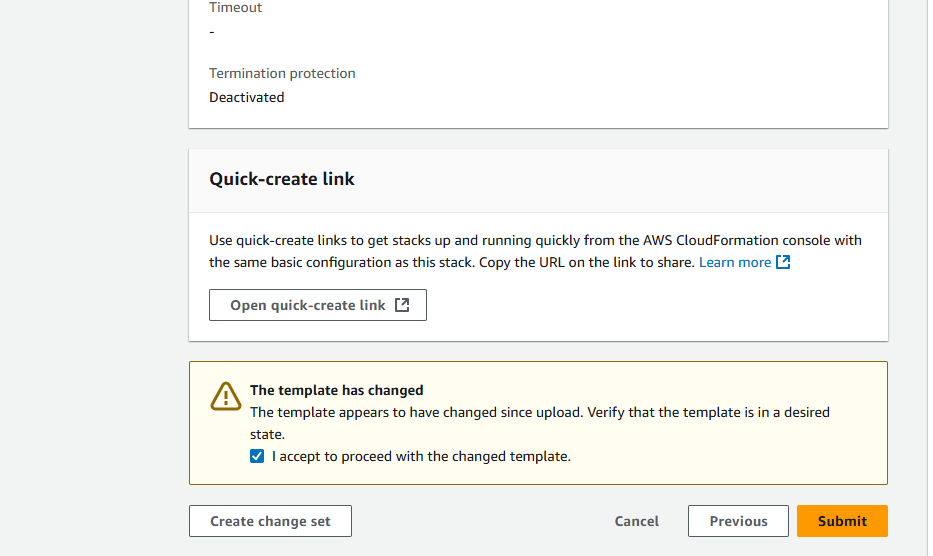 Timeout
-
Termination protection
Deactivated
Quick-create link
Use quick-create links to get stacks up and running quickly from the AWS CloudFormation console with
the same basic configuration as this stack. Copy the URL on the link to share. Learn more
Open quick-create link
The template has changed
The template appears to have changed since upload. Verify that the template is in a desired
state.
I accept to proceed with the changed template.
Create change set Cancel Previous Submit